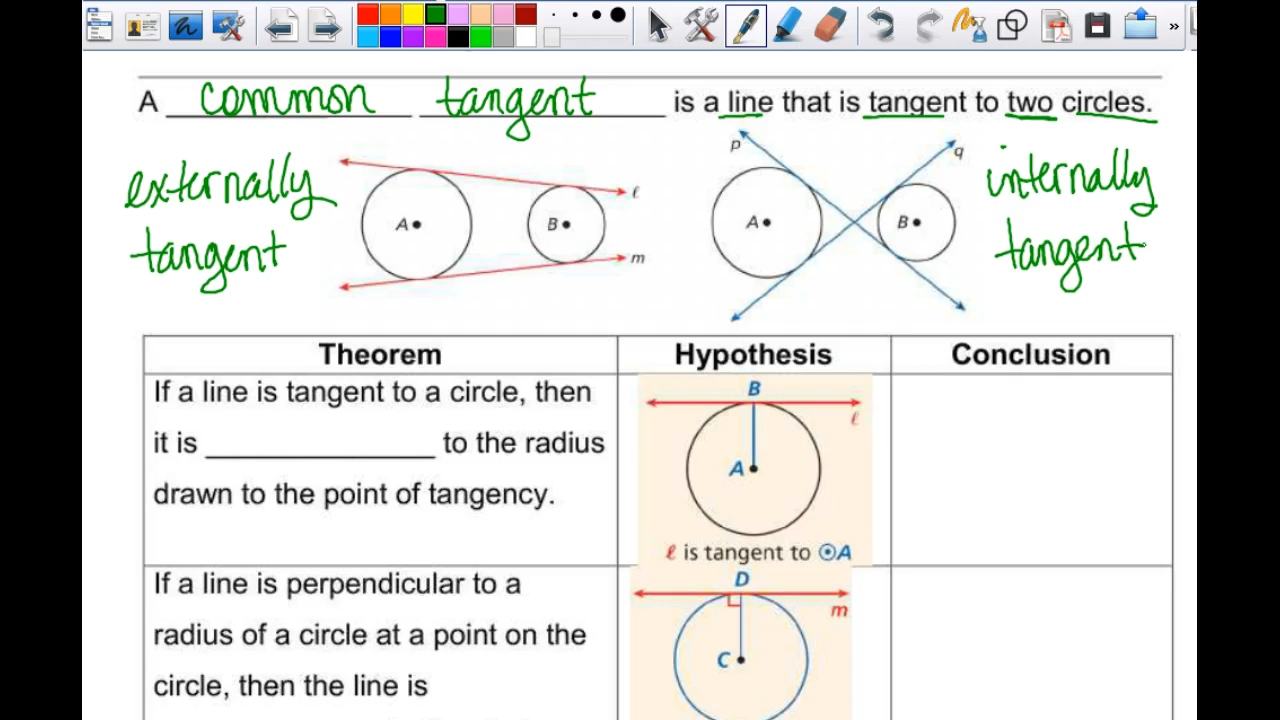 A common tangent is a line that is tangent to two circles.
externally
tangent
A
B
ℓ
m
p
q
A
B
internally
tangent
Theorem Hypothesis Conclusion
If a line is tangent to a circle, then
it is ______________ to the radius
drawn to the point of tangency.
B
ℓ
A
ℓ is tangent to ⊙A
If a line is perpendicular to a
radius of a circle at a point on the
circle, then the line is
D
m
C